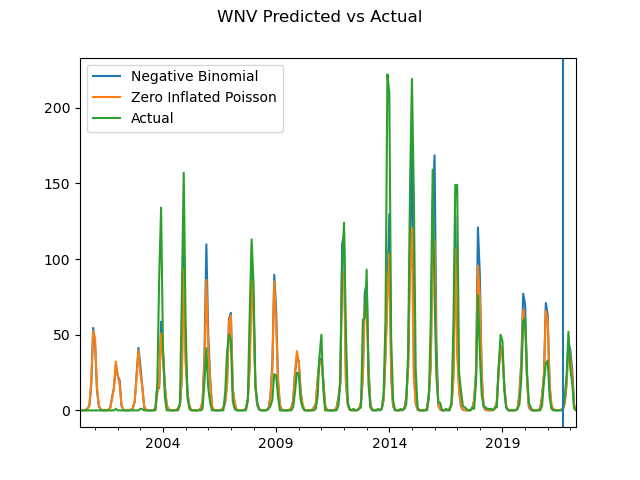 WNV Predicted vs Actual
Negative Binomial
Zero Inflated Poisson
Actual
200
150
100
50
0
2004 2009 2014 2019